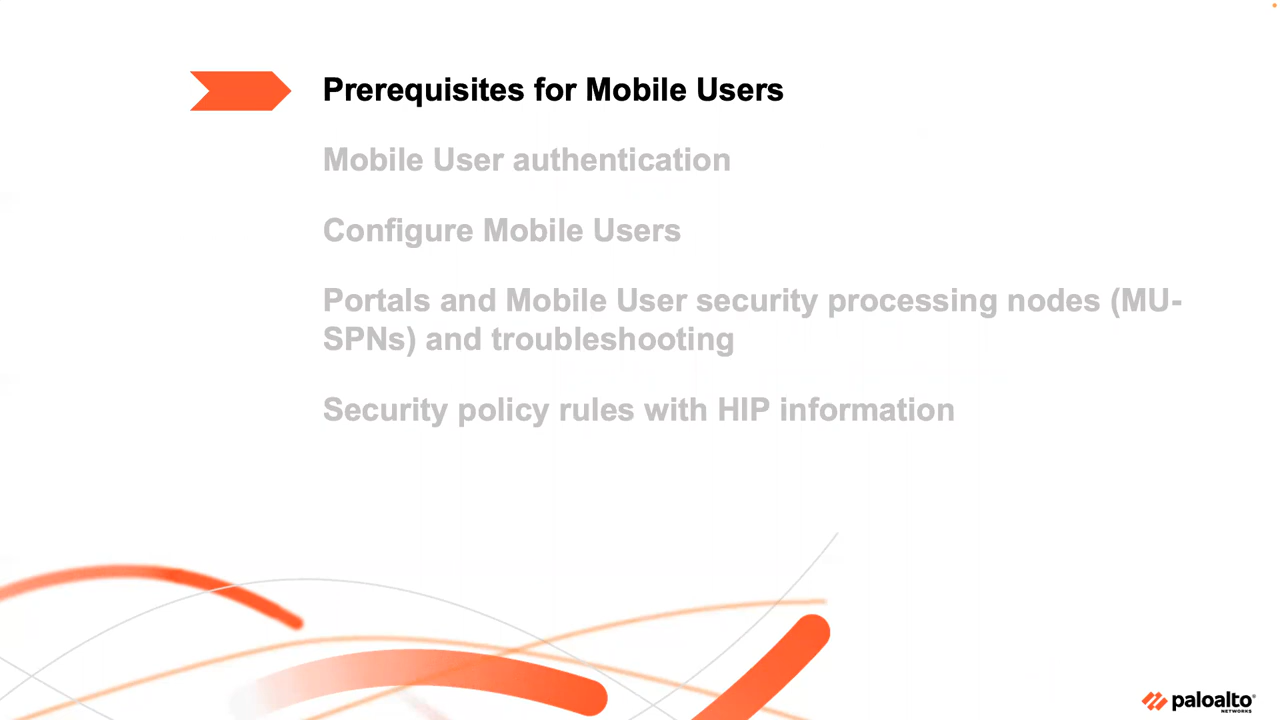 Prerequisites for Mobile Users
Mobile User authentication
Configure Mobile Users
Portals and Mobile User security processing nodes (MU-
SPNs) and troubleshooting
Security policy rules with HIP information
paloalto®
NETWORKS